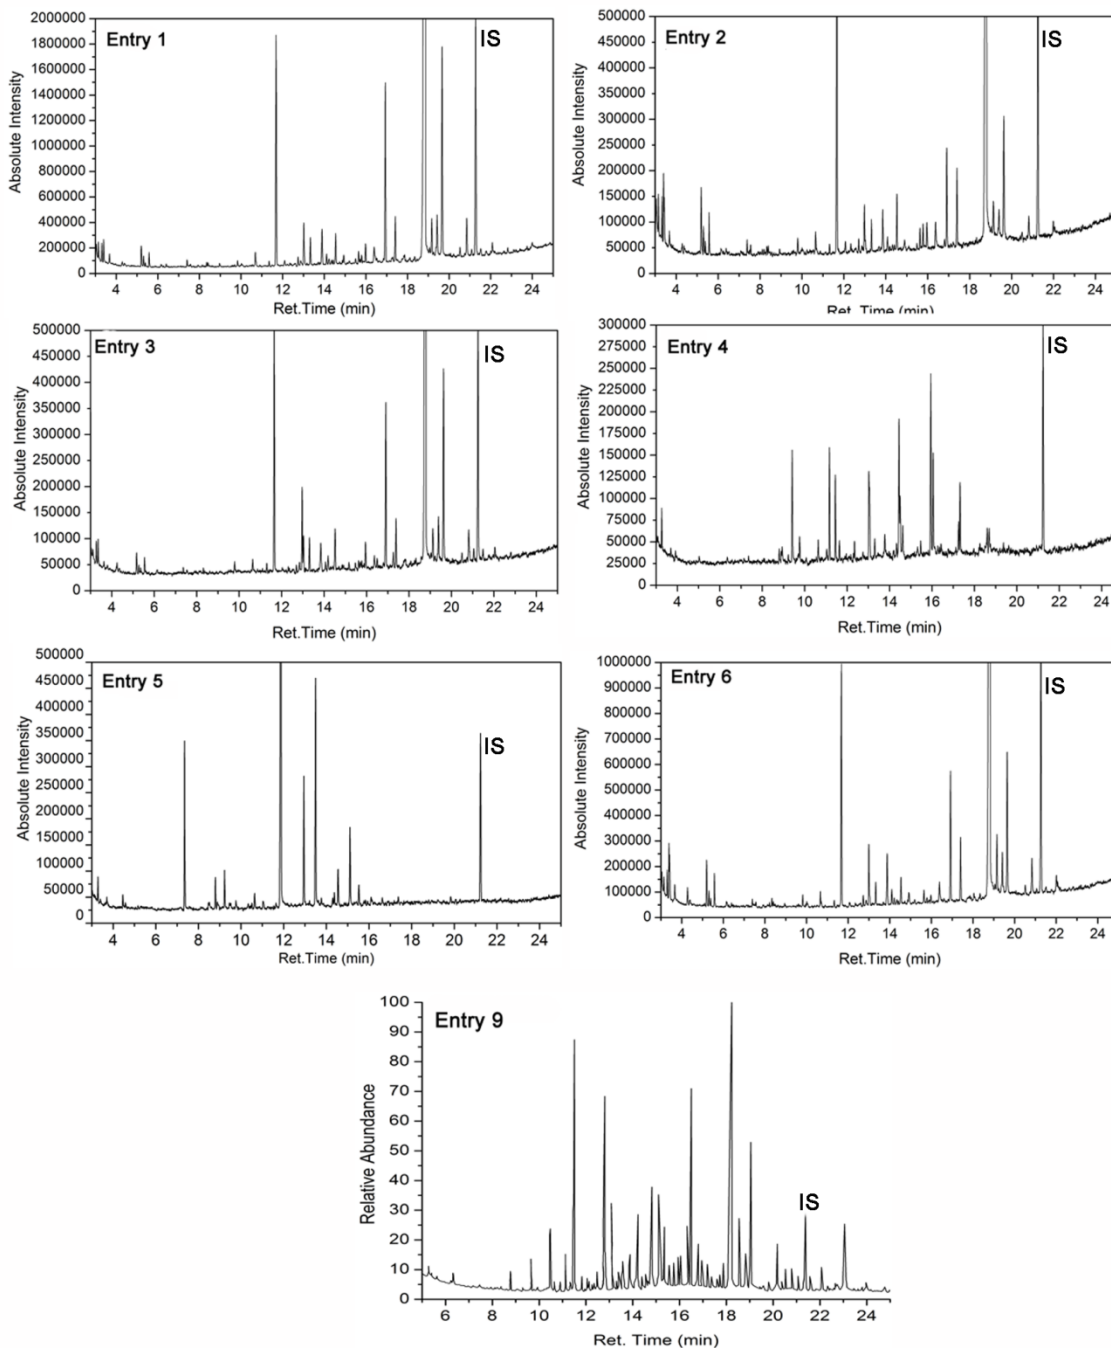 Entry 1
IS
2000000
1800000
1600000
1400000
1200000
1000000
800000
600000
400000
200000
0
4 6 8 10 12 14 16 18 20 22 24
Absolute Intensity
Ret.Time (min)
Entry 2
IS
500000
450000
400000
350000
300000
250000
200000
150000
100000
50000
0
4 6 8 10 12 14 16 18 20 22 24
Absolute Intensity
Ret. Time (min)
Entry 3
IS
500000
450000
400000
350000
300000
250000
200000
150000
100000
50000
0
4 6 8 10 12 14 16 18 20 22 24
Absolute Intensity
Ret.Time (min)
Entry 4
IS
300000
275000
250000
225000
200000
175000
150000
125000
100000
75000
50000
25000
0
4 6 8 10 12 14 16 18 20 22 24
Absolute Intensity
Ret.Time (min)
Entry 5
IS
500000
450000
400000
350000
300000
250000
200000
150000
100000
50000
0
4 6 8 10 12 14 16 18 20 22 24
Absolute Intensity
Ret.Time (min)
Entry 6
IS
1000000
900000
800000
700000
600000
500000
400000
300000
200000
100000
0
4 6 8 10 12 14 16 18 20 22 24
Absolute Intensity
Ret.Time (min)
Entry 9
IS
100
90
80
70
60
50
40
30
20
10
0
6 8 10 12 14 16 18 20 22 24
Relative Abundance
Ret. Time (min)